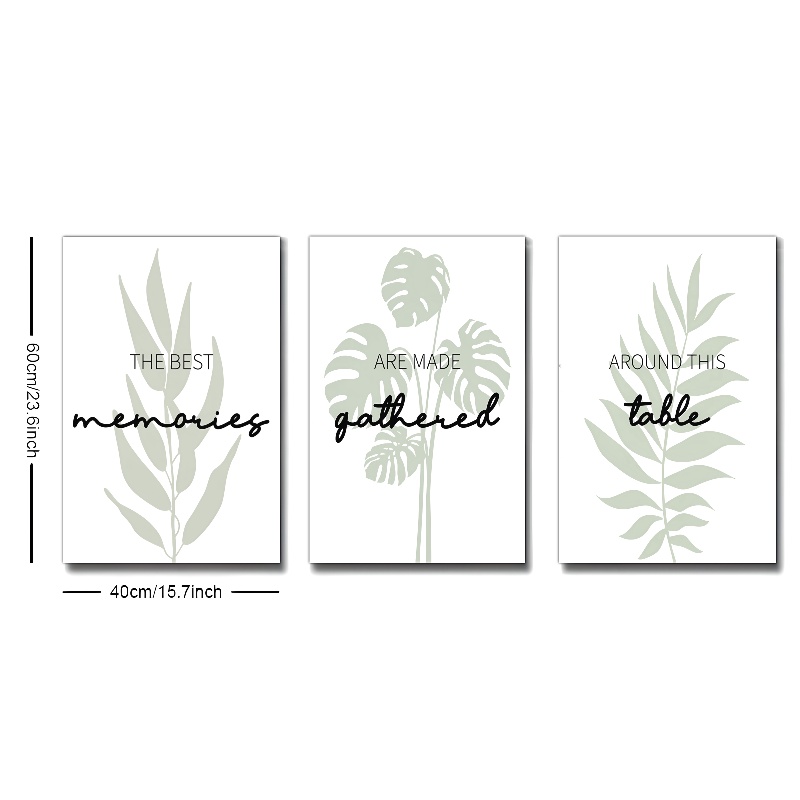 THE BEST
memories
ARE MADE
gathered
AROUND THIS
table
60cm/23.6inch
40cm/15.7inch